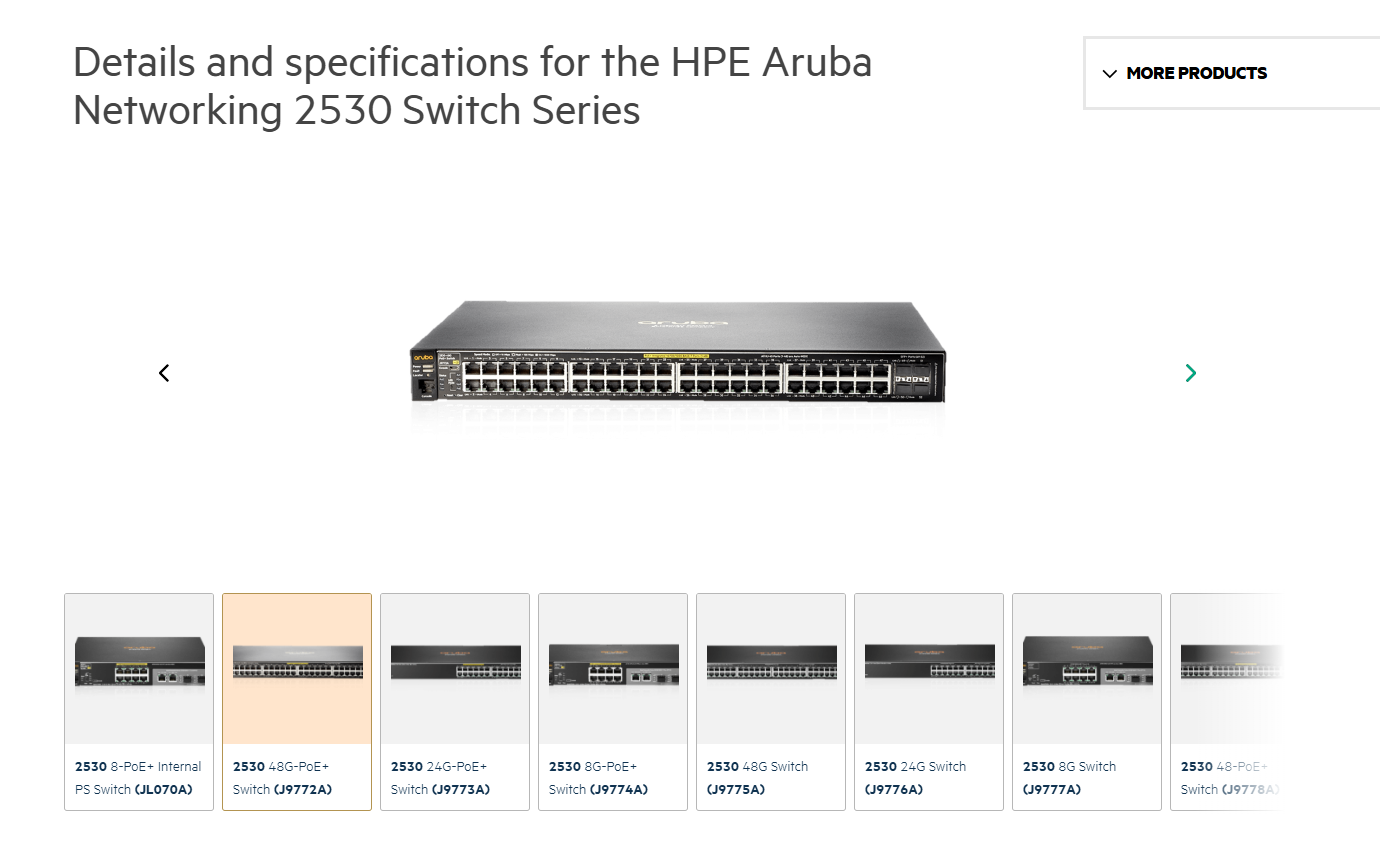 Details and specifications for the HPE Aruba
Networking 2530 Switch Series
MORE PRODUCTS
aruba
aruba
2530 8-PoE+ Internal
PS Switch (JL070A)
2530 48G-PoE+
Switch (J9772A)
2530 24G-PoE+
Switch (J9773A)
2530 8G-PoE+
Switch (J9774A)
2530 48G Switch
(J9775A)
2530 24G Switch
(J9776A)
2530 8G Switch
(J9777A)
2530 48-PoE+
Switch (J9778A)